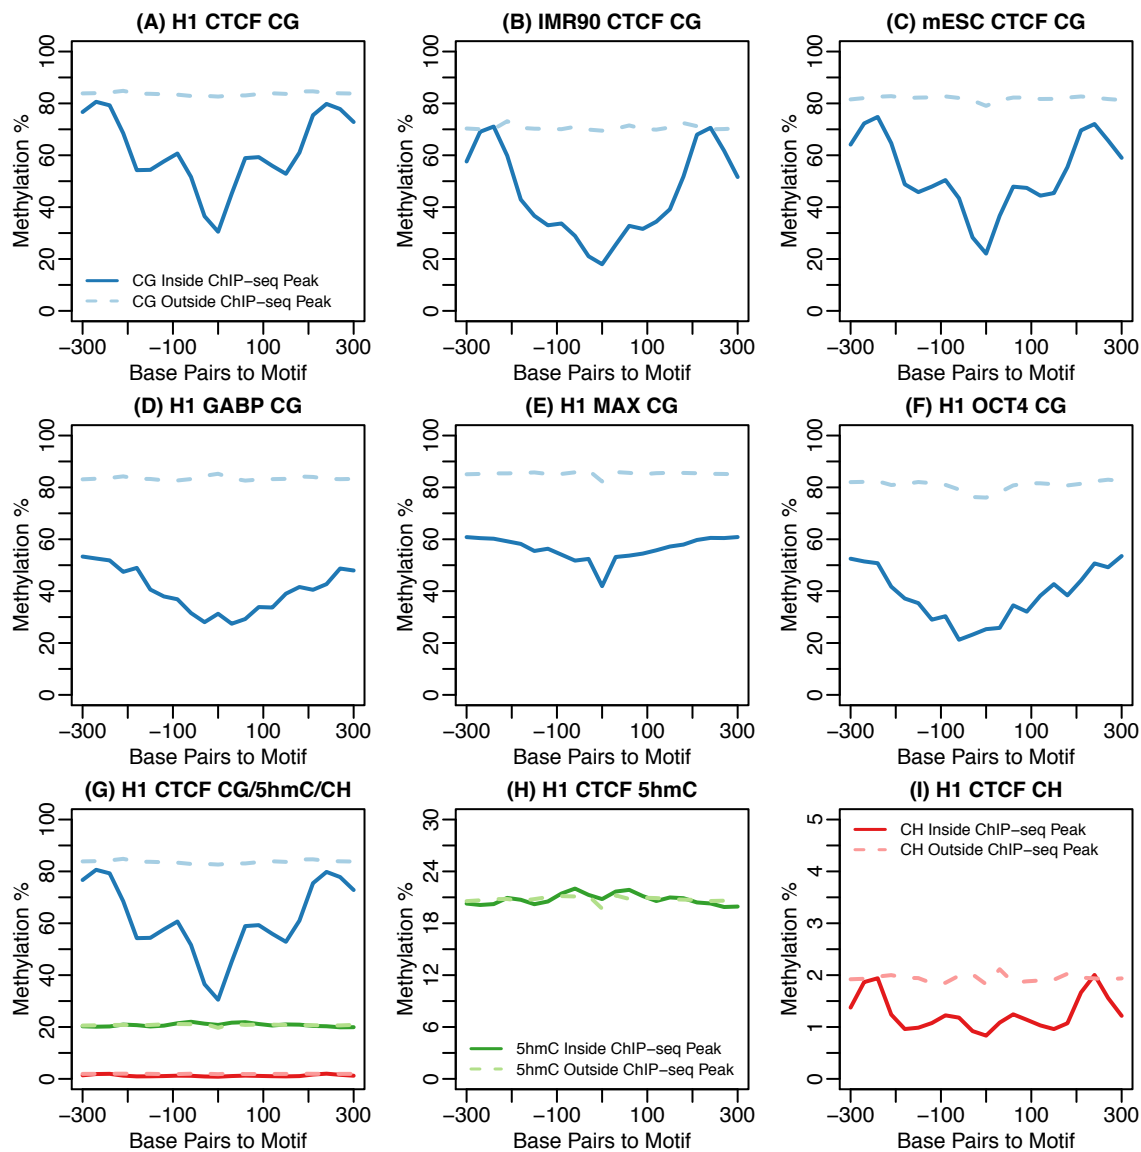 (A) H1 CTCF CG
Methylation %
100
80
60
40
20
0
CG Inside ChIP−seq Peak
CG Outside ChIP−seq Peak
−300 −100 100 300
Base Pairs to Motif
(B) IMR90 CTCF CG
Methylation %
100
80
60
40
20
0
−300 −100 100 300
Base Pairs to Motif
(C) mESC CTCF CG
Methylation %
100
80
60
40
20
0
−300 −100 100 300
Base Pairs to Motif
(D) H1 GABP CG
Methylation %
100
80
60
40
20
0
−300 −100 100 300
Base Pairs to Motif
(E) H1 MAX CG
Methylation %
100
80
60
40
20
0
−300 −100 100 300
Base Pairs to Motif
(F) H1 OCT4 CG
Methylation %
100
80
60
40
20
0
−300 −100 100 300
Base Pairs to Motif
(G) H1 CTCF CG/5hmC/CH
Methylation %
100
80
60
40
20
0
−300 −100 100 300
Base Pairs to Motif
(H) H1 CTCF 5hmC
Methylation %
30
24
18
12
6
0
5hmC Inside ChIP−seq Peak
5hmC Outside ChIP−seq Peak
−300 −100 100 300
Base Pairs to Motif
(I) H1 CTCF CH
Methylation %
5
4
3
2
1
0
CH Inside ChIP−seq Peak
CH Outside ChIP−seq Peak
−300 −100 100 300
Base Pairs to Motif